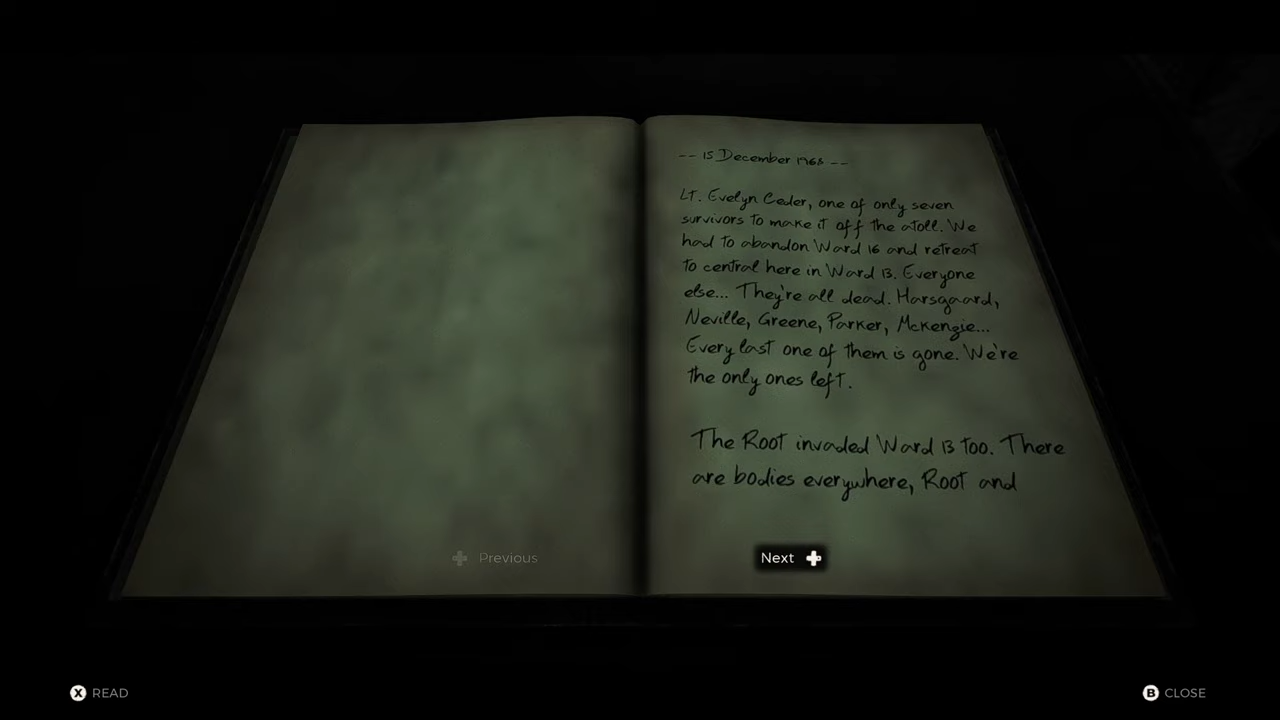 -- 15 December 1968 --
Lt. Evelyn Ceder, one of only seven
survivors to make it off the atoll. We
had to abandon Ward 16 and retreat
to central here in Ward 13. Everyone
else... They're all dead. Harsgaard,
Neville, Greene, Parker, McKenzie...
Every last one of them is gone. We're
the only ones left.
The Root invaded Ward 13 too. There
are bodies everywhere, Root and
Previous
Next
X READ
B CLOSE